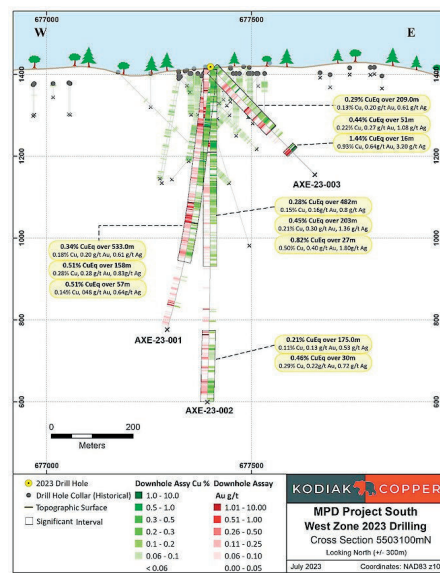 677000
677500
W
E
1400
1200
1000
800
600
0.29% CuEq over 209.0m
0.13% Cu, 0.20 g/t Au, 0.61 g/t Ag
0.44% CuEq over 51m
0.22% Cu, 0.27 g/t Au, 1.08 g/t Ag
1.44% CuEq over 16m
0.93% Cu, 0.64g/t Au, 3.20 g/t Ag
AXE-23-003
0.28% CuEq over 482m
0.15% Cu, 0.16g/t Au, 0.8 g/t Ag
0.45% CuEq over 203m
0.21% Cu, 0.30 g/t Au, 1.36 g/t Ag
0.82% CuEq over 27m
0.50% Cu, 0.40 g/t Au, 1.80g/t Ag
0.34% CuEq over 533.0m
0.18% Cu, 0.20 g/t Au, 0.61 g/t Ag
0.51% CuEq over 158m
0.28% Cu, 0.28 g/t Au, 0.83g/t Ag
0.51% CuEq over 57m
0.14% Cu, 046 g/t Au, 0.64g/t Ag
AXE-23-001
0.21% CuEq over 175.0m
0.11% Cu, 0.13 g/t Au, 0.53 g/t Ag
0.46% CuEq over 30m
0.29% Cu, 0.22g/t Au, 0.72 g/t Ag
AXE-23-002
0 100 200
Meters
677000
677500
2023 Drill Hole
Drill Hole Collar (Historical)
Topographic Surface
Significant Interval
Downhole Assy Cu %
1.0 - 10.0
0.5 - 1.0
0.3 - 0.5
0.2 - 0.3
0.1 - 0.2
0.06 - 0.1
< 0.06
Downhole Assay
Au g/t
1.01 - 10.00
0.51 - 1.00
0.26 - 0.50
0.11 - 0.25
0.06 - 0.10
0.00 - 0.05
KODIAK COPPER
MPD Project South
West Zone 2023 Drilling
Cross Section 5503100mN
Looking North (+/- 300m)
July 2023
Coordinates: NAD83 z10